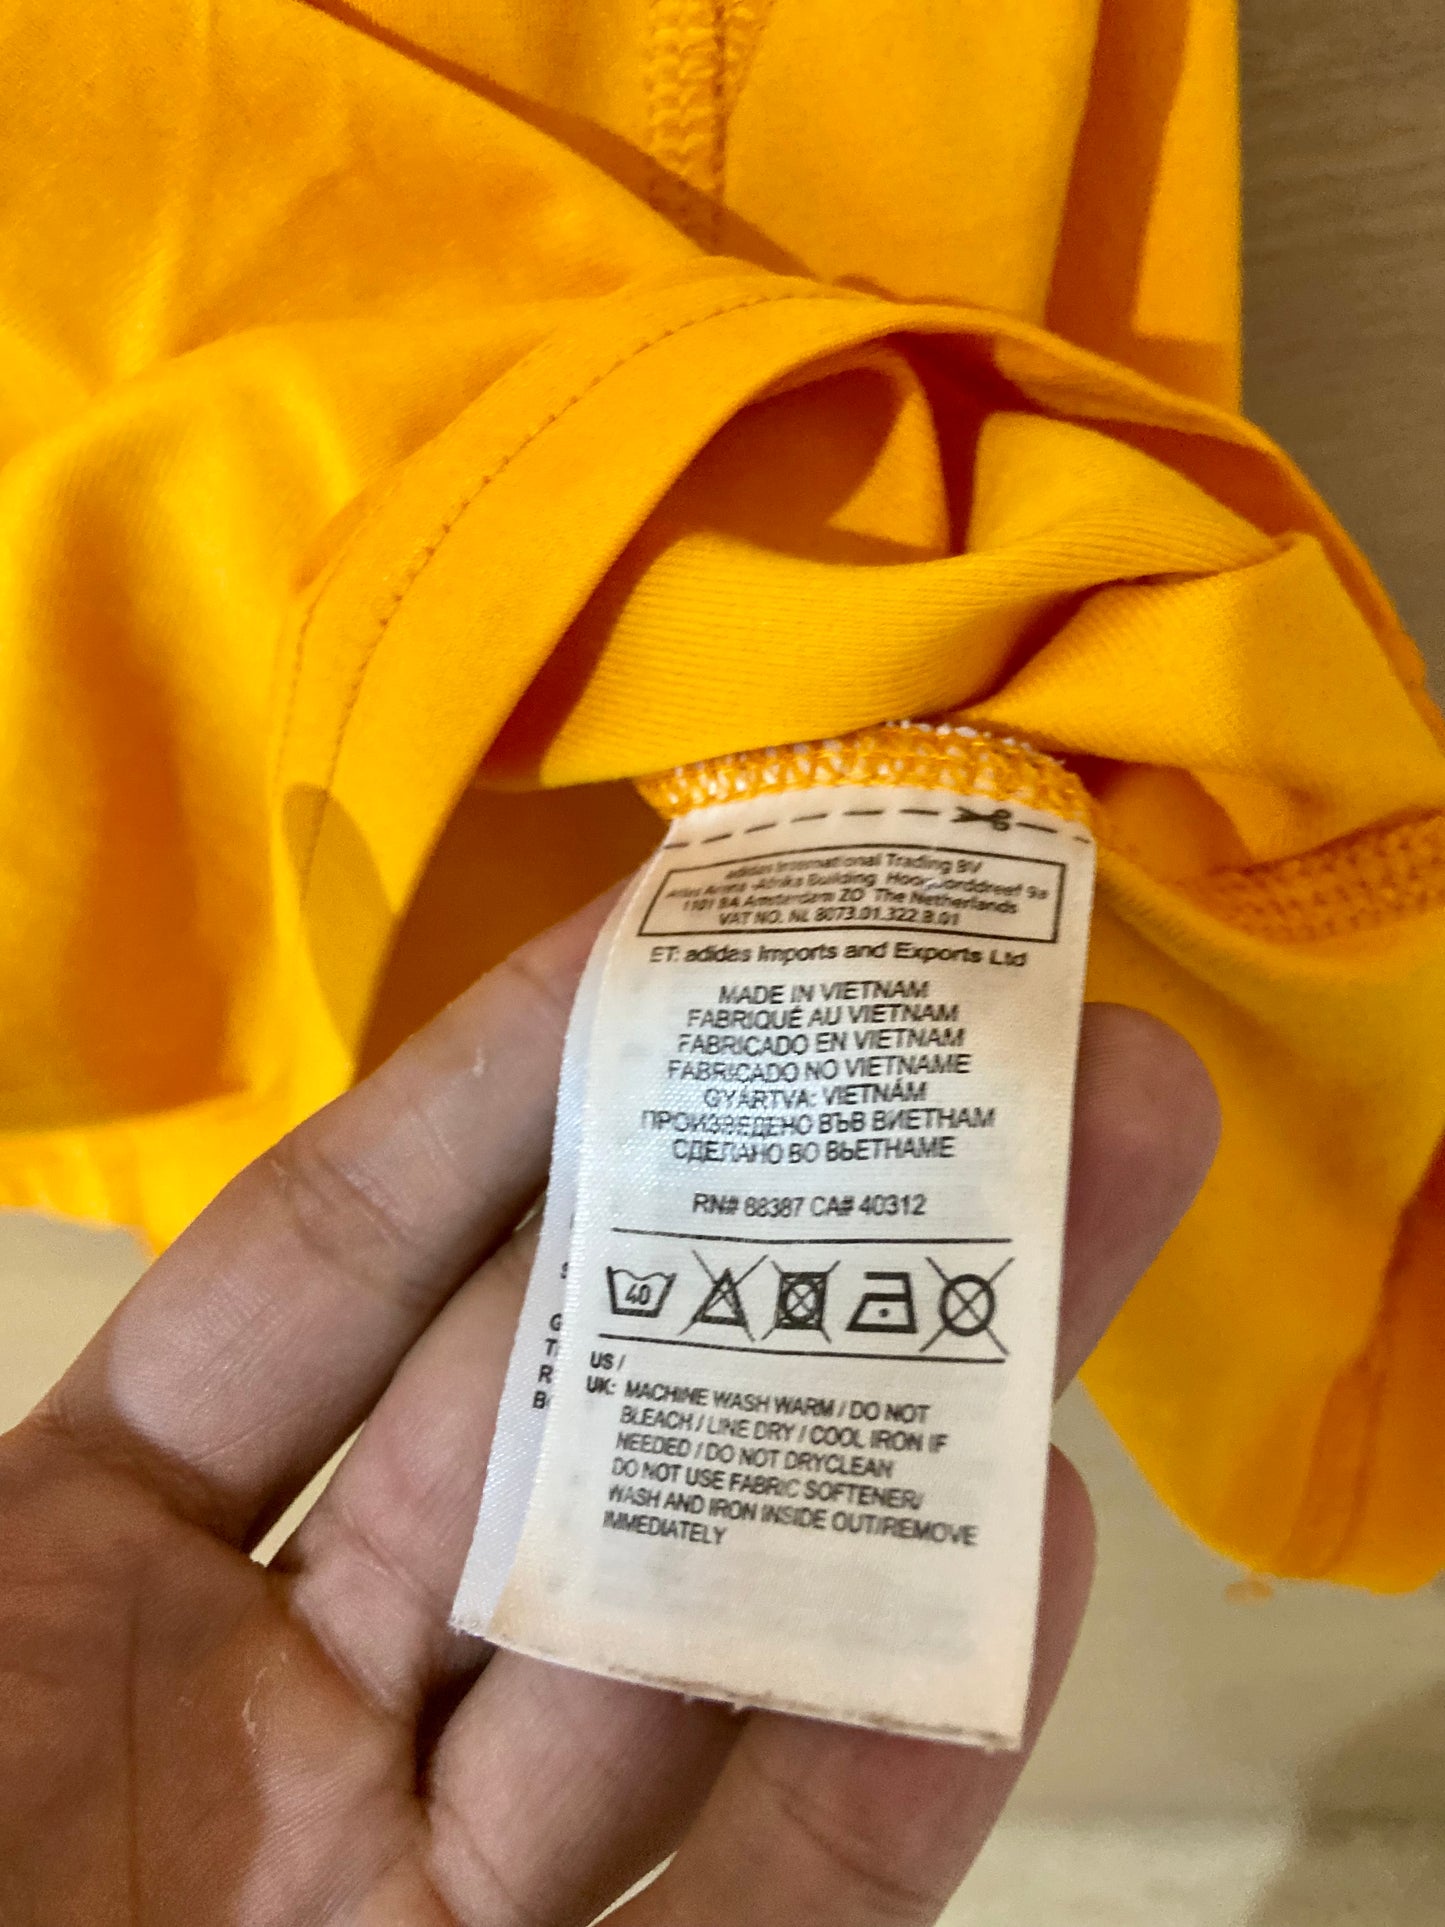 adidas International Trading BV
Atlas Arena -Afrika Building Hoogoorddreef 9a
1101 BA Amsterdam ZO The Netherlands
VAT NO. NL 8073.01.322.B.01
ET: adidas Imports and Exports Ltd
MADE IN VIETNAM
FABRIQUÉ AU VIETNAM
FABRICADO EN VIETNAM
FABRICADO NO VIETNAME
GYÁRTVA: VIETNÁM
ПРОИЗВЕДЕНО ВЪВ ВИЕТНАМ
СДЕЛАНО ВО ВЬЕТНАМЕ
RN# 88387 CA# 40312
40
US /
UK: MACHINE WASH WARM / DO NOT
BLEACH / LINE DRY / COOL IRON IF
NEEDED / DO NOT DRYCLEAN
DO NOT USE FABRIC SOFTENER/
WASH AND IRON INSIDE OUT/REMOVE
IMMEDIATELY